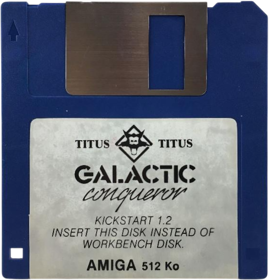 TITUS TITUS
GALACTIC
conqueror
KICKSTART 1.2
INSERT THIS DISK INSTEAD OF
WORKBENCH DISK.
AMIGA 512 Ko